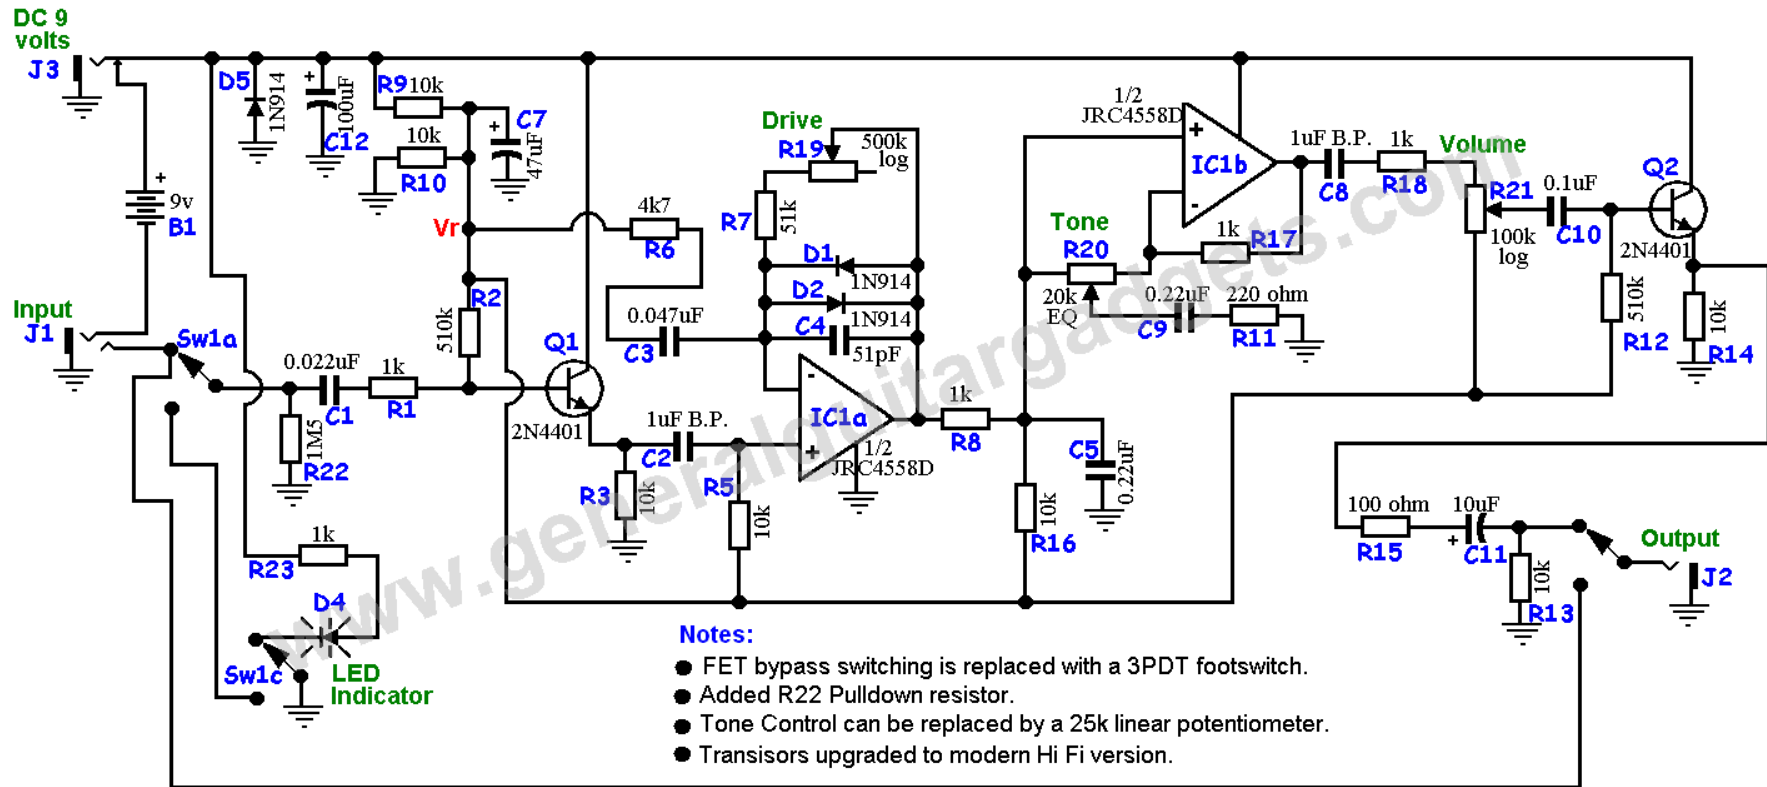 DC 9
volts
J3
D5
1N914
+
100uF
C12
R9
10k
10k
R10
+
C7
47uF
+
9v
B1
Vr
4k7
R6
Drive
R19
500k
log
R7
51k
D1
1N914
D2
1N914
C4
51pF
1/2
JRC4558D
+
-
IC1b
1uF B.P.
C8
1k
R18
Volume
R21
100k
log
0.1uF
C10
Q2
2N4401
Tone
R20
20k
EQ
1k
R17
0.22uF
C9
220 ohm
R11
510k
R12
10k
R14
Input
J1
Sw1a
0.022uF
C1
1k
R1
R2
510k
Q1
2N4401
0.047uF
C3
1M5
R22
1uF B.P.
C2
R3
10k
R5
10k
-
+
IC1a
1/2
JRC4558D
1k
R8
C5
0.22uF
10k
R16
100 ohm
R15
10uF
+
C11
10k
R13
Output
J2
1k
R23
D4
Sw1c
LED
Indicator
www.generalguitargadgets.com
Notes:
● FET bypass switching is replaced with a 3PDT footswitch.
● Added R22 Pulldown resistor.
● Tone Control can be replaced by a 25k linear potentiometer.
● Transisors upgraded to modern Hi Fi version.